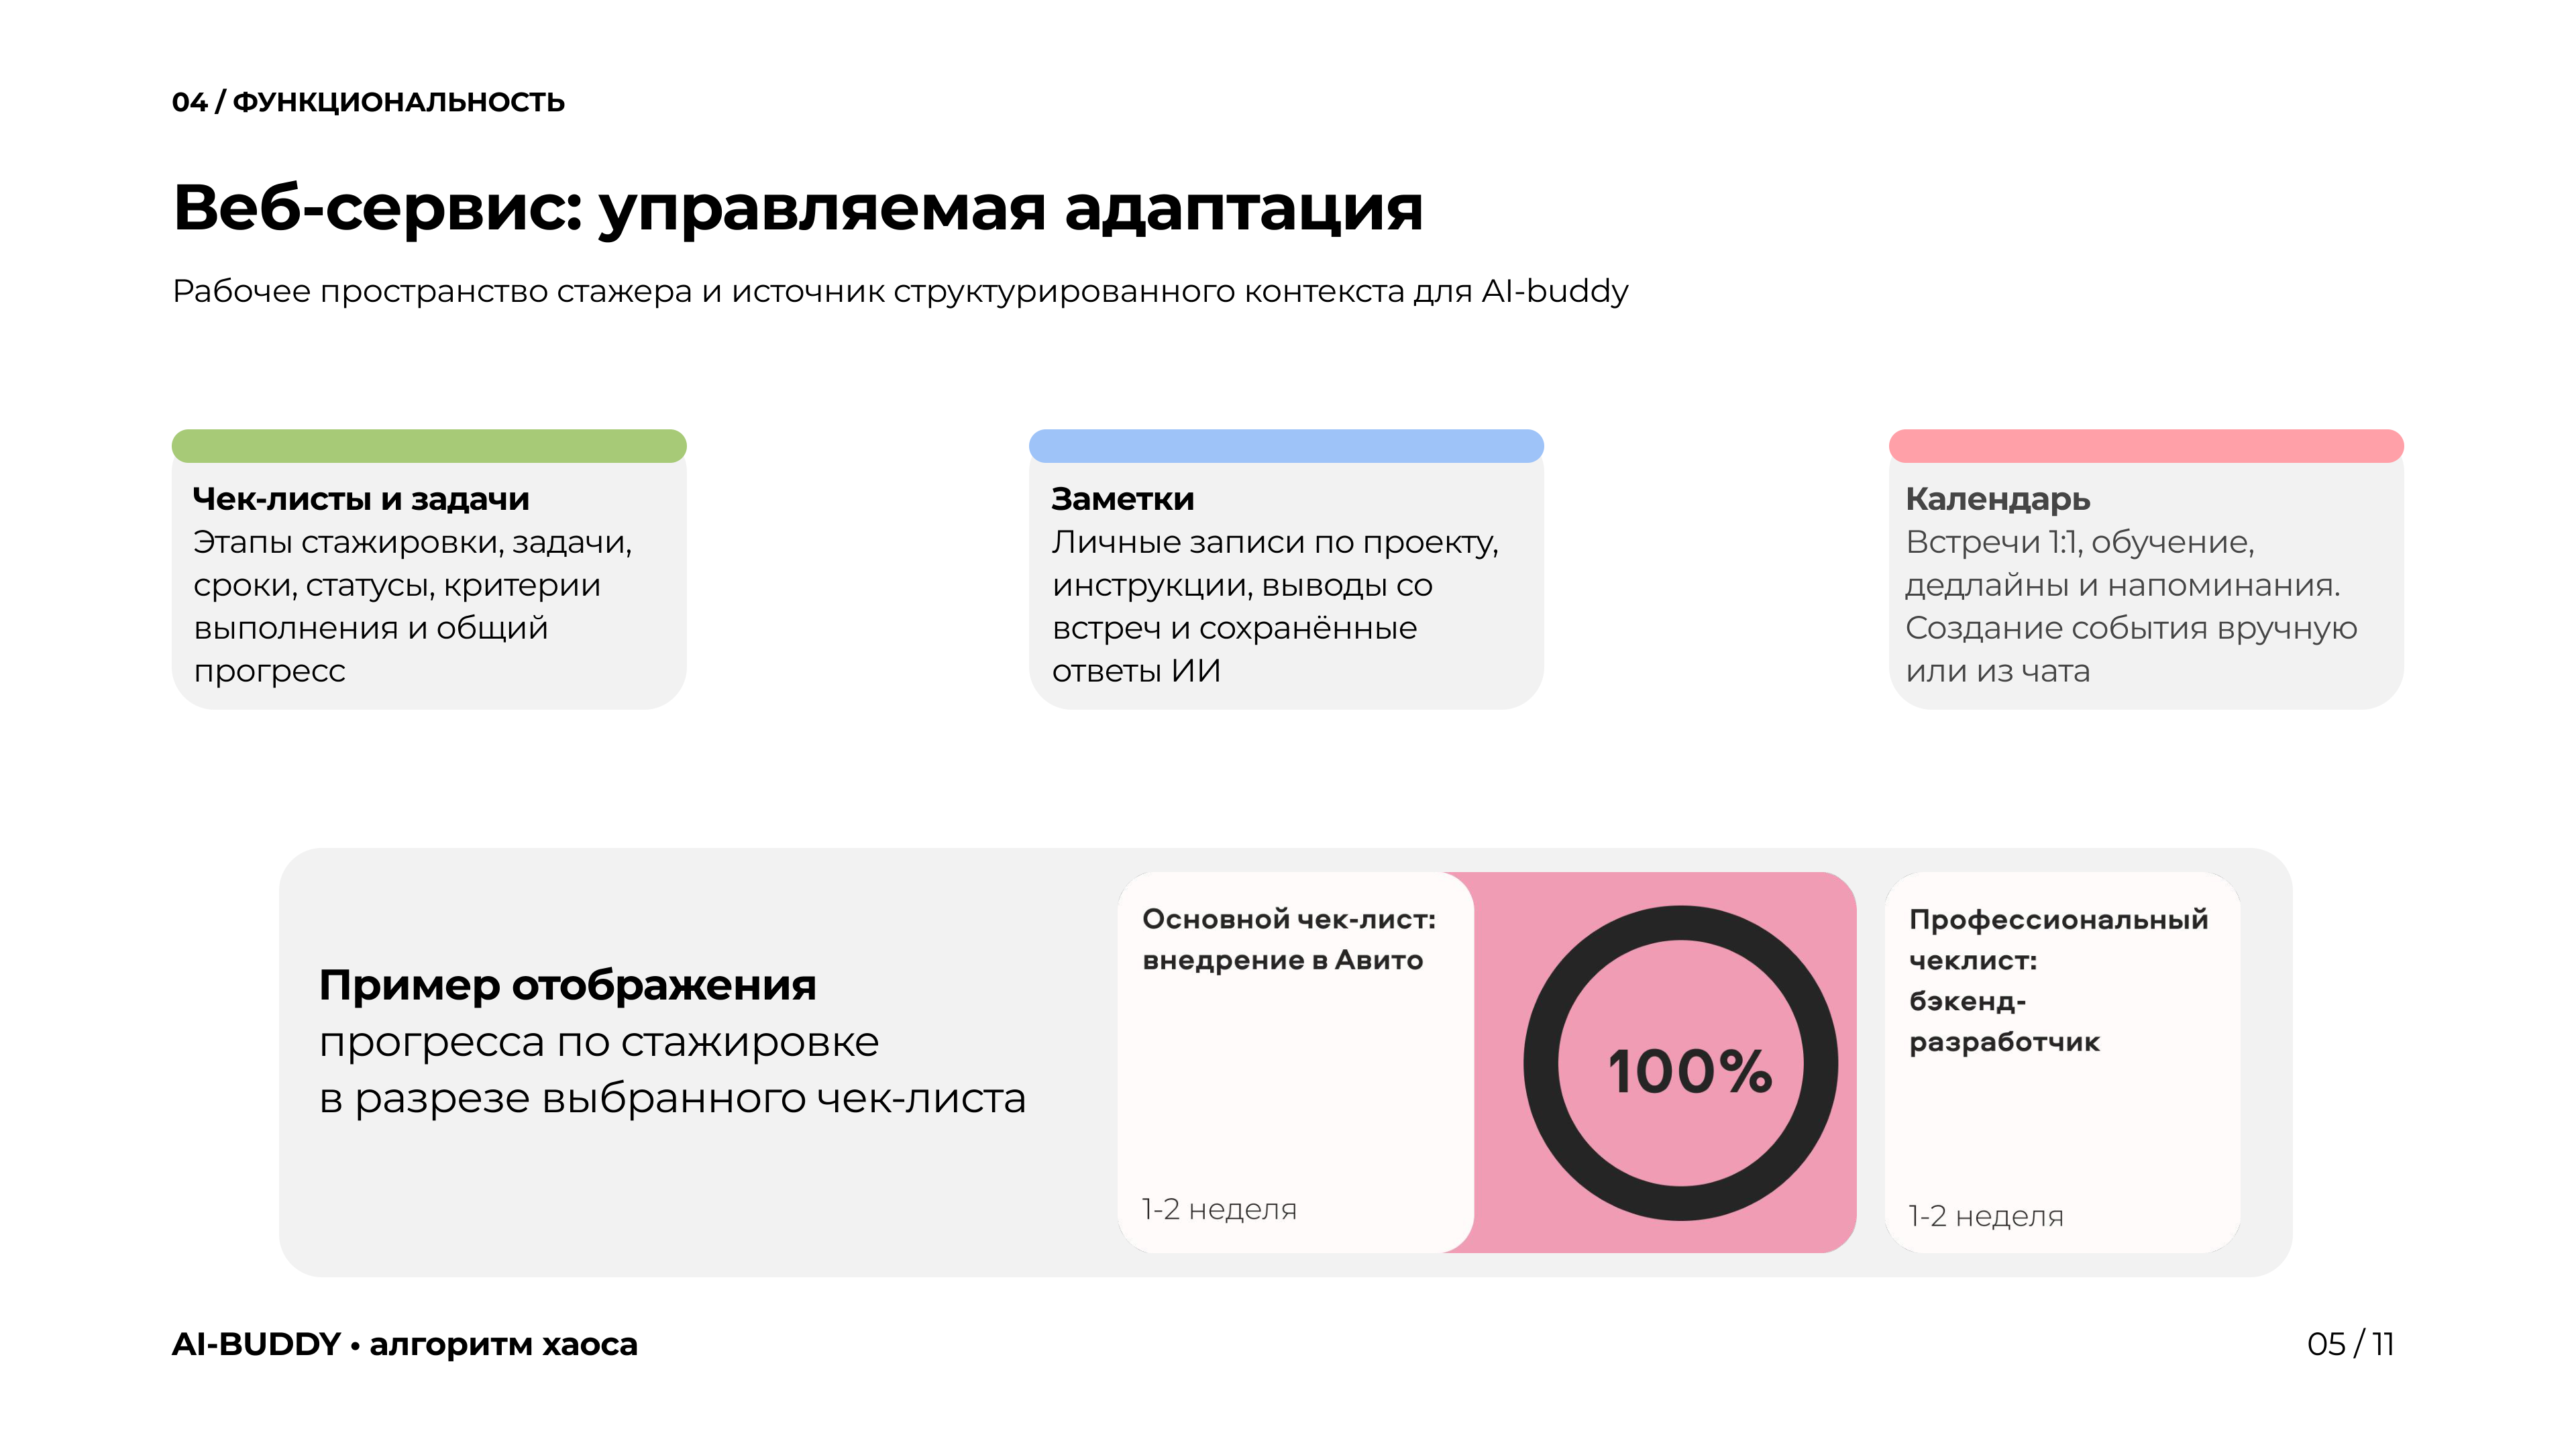 04 / ФУНКЦИОНАЛЬНОСТЬ
Веб-сервис: управляемая адаптация
Рабочее пространство стажера и источник структурированного контекста для AI-buddy
Чек-листы и задачи
Этапы стажировки, задачи,
сроки, статусы, критерии
выполнения и общий
прогресс
Заметки
Личные записи по проекту,
инструкции, выводы со
встреч и сохранённые
ответы ИИ
Календарь
Встречи 1:1, обучение,
дедлайны и напоминания.
Создание события вручную
или из чата
Пример отображения
прогресса по стажировке
в разрезе выбранного чек-листа
Основной чек-лист:
внедрение в Авито
1-2 неделя
100%
Профессиональный
чеклист:
бэкенд-
разработчик
1-2 неделя
AI-BUDDY • алгоритм хаоса
05 / 11